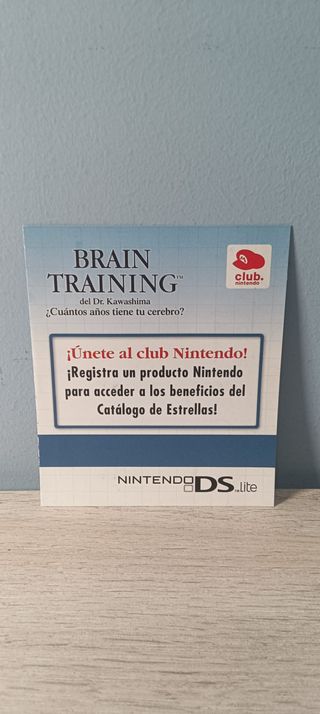 BRAIN
TRAINING™
del Dr. Kawashima
¿Cuántos años tiene tu cerebro?
club.
nintendo
¡Únete al club Nintendo!
¡Registra un producto Nintendo
para acceder a los beneficios del
Catálogo de Estrellas!
NINTENDO DS™ Lite